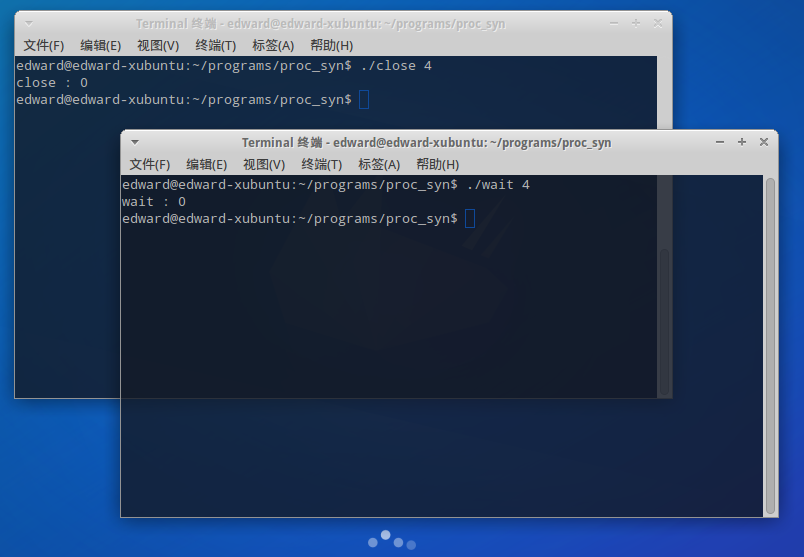 Terminal 终端 - edward@edward-xubuntu: ~/programs/proc_syn
文件(F) 编辑(E) 视图(V) 终端(T) 标签(A) 帮助(H)
edward@edward-xubuntu:~/programs/proc_syn$ ./close 4
close : 0
edward@edward-xubuntu:~/programs/proc_syn$
Terminal 终端 - edward@edward-xubuntu: ~/programs/proc_syn
文件(F) 编辑(E) 视图(V) 终端(T) 标签(A) 帮助(H)
edward@edward-xubuntu:~/programs/proc_syn$ ./wait 4
wait : 0
edward@edward-xubuntu:~/programs/proc_syn$